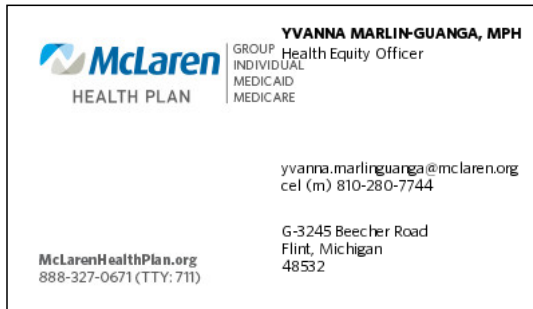 McLaren
HEALTH PLAN
GROUP
INDIVIDUAL
MEDICAID
MEDICARE
YVANNA MARLIN-GUANGA, MPH
Health Equity Officer
yvanna.marlinguanga@mclaren.org
cel (m) 810-280-7744
G-3245 Beecher Road
Flint, Michigan
48532
McLarenHealthPlan.org
888-327-0671 (TTY: 711)